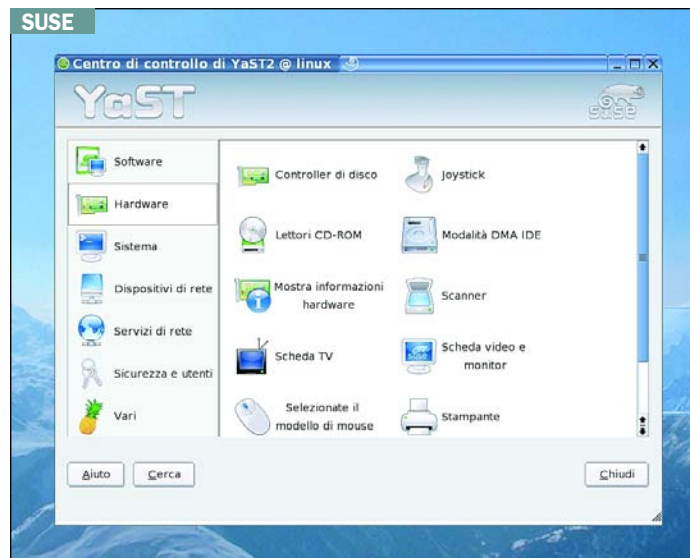 SUSE
Centro di controllo di YaST2 @ linux
YaST
SUSE
Software
Hardware
Sistema
Dispositivi di rete
Servizi di rete
Sicurezza e utenti
Vari
Controller di disco
Joystick
Lettori CD-ROM
Modalità DMA IDE
Mostra informazioni
hardware
Scanner
Scheda TV
Scheda video e
monitor
Selezionate il
modello di mouse
Stampante
Aiuto
Cerca
Chiudi